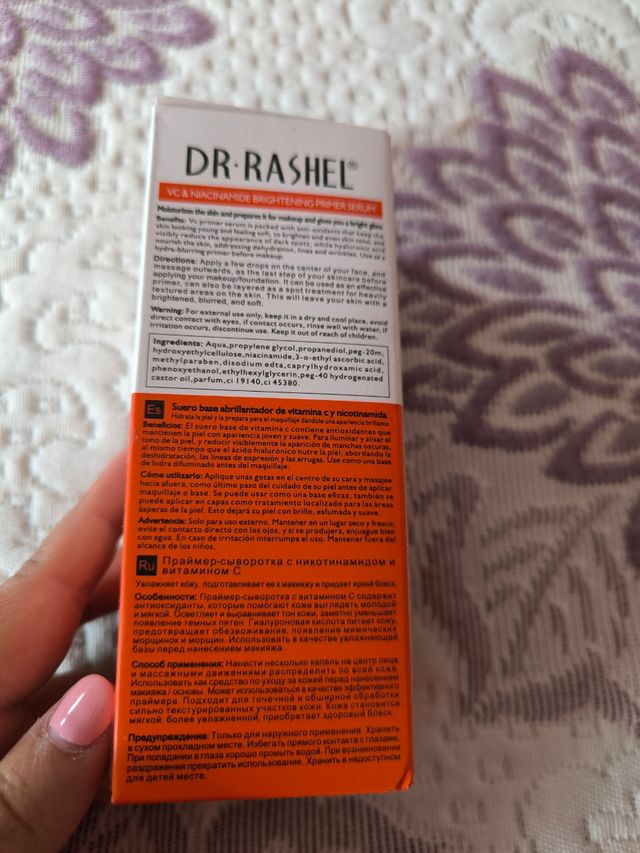 DR·RASHEL®
VC & NIACINAMIDE BRIGHTENING PRIMER SERUM
Moisturizes the skin and prepares it for makeup and gives you a bright glow.
Benefits: Vc primer serum is packed with anti-oxidants that keep the
skin looking young and feeling soft, to brighten and even skin tone, and
visibly reduce the appearance of dark spots, while hyaluronic acid
nourish the skin, addressing dehydration, lines and wrinkles. Use as a
hydra-blurring primer before makeup.
Directions: Apply a few drops on the center of your face, and
massage outwards, as the last step of your skincare before
applying your makeup/foundation. It can be used as an effective
primer, can also be layered as a spot treatment for heavily
textured areas on the skin. This will leave your skin with a
brightened, blurred, and soft.
Warning: For external use only, keep it in a dry and cool place, avoid
direct contact with eyes, if contact occurs, rinse well with water, if
irritation occurs, discontinue use. Keep it out of reach of children.
Ingredients: Aqua,propylene glycol,propanediol,peg-20m,
hydroxyethylcellulose,niacinamide,3-o-ethyl ascorbic acid,
methylparaben,disodium edta,caprylhydroxamic acid,
phenoxyethanol,ethylhexylglycerin,peg-40 hydrogenated
castor oil,parfum,ci 19140,ci 45380.
Es Suero base abrillantador de vitamina c y nicotinamida
Hidrata la piel y la prepara para el maquillaje dándole una apariencia brillante.
Beneficios: El suero base de vitamina c contiene antioxidantes que
mantienen la piel con apariencia joven y suave. Para iluminar y alisar el
tono de la piel, y reducir visiblemente la aparición de manchas oscuras,
al mismo tiempo que el ácido hialurónico nutre la piel, abordando la
deshidratación, las líneas de expresión y las arrugas. Use como una base
de hidra difuminado antes del maquillaje.
Cómo utilizarlo: Aplique unas gotas en el centro de su cara y masajee
hacia afuera, como último paso del cuidado de su piel antes de aplicar
maquillaje o base. Se puede usar como una base eficaz, también se
puede aplicar en capas como tratamiento localizado para las áreas
ásperas de la piel. Esto dejará su piel con brillo, esfumada y suave.
Advertencia: Solo para uso externo. Mantener en un lugar seco y fresco;
evite el contacto directo con los ojos, y si se produjera, enjuague bien
con agua. En caso de irritación interrumpa el uso. Mantener fuera del
alcance de los niños.
Ru Праймер-сыворотка с никотинамидом и
витамином С
Увлажняет кожу, подготавливает ее к макияжу и придает яркий блеск.
Особенности: Праймер-сыворотка с витамином С содержит
антиоксиданты, которые помогают коже выглядеть молодой
и мягкой. Осветляет и выравнивает тон кожи, заметно уменьшает
появление темных пятен. Гиалуроновая кислота питает кожу,
предотвращает обезвоживание, появление мимических
морщинок и морщин. Использовать в качестве увлажняющей
базы перед нанесением макияжа.
Способ применения: Нанести несколько капель на центр лица
и массажными движениями распределить по всей коже.
Использовать как средство по уходу за кожей перед нанесением
макияжа / основы. Может использоваться в качестве эффективного
праймера. Подходит для точечной и обширной обработки
сильно текстурированных участков кожи. Кожа становится
мягкой, более увлажненной, приобретает здоровый блеск.
Предупреждение: Только для наружного применения. Хранить
в сухом прохладном месте. Избегать прямого контакта с глазами.
При попадании в глаза хорошо промыть водой. При возникновении
раздражения прекратить использование. Хранить в недоступном
для детей месте.